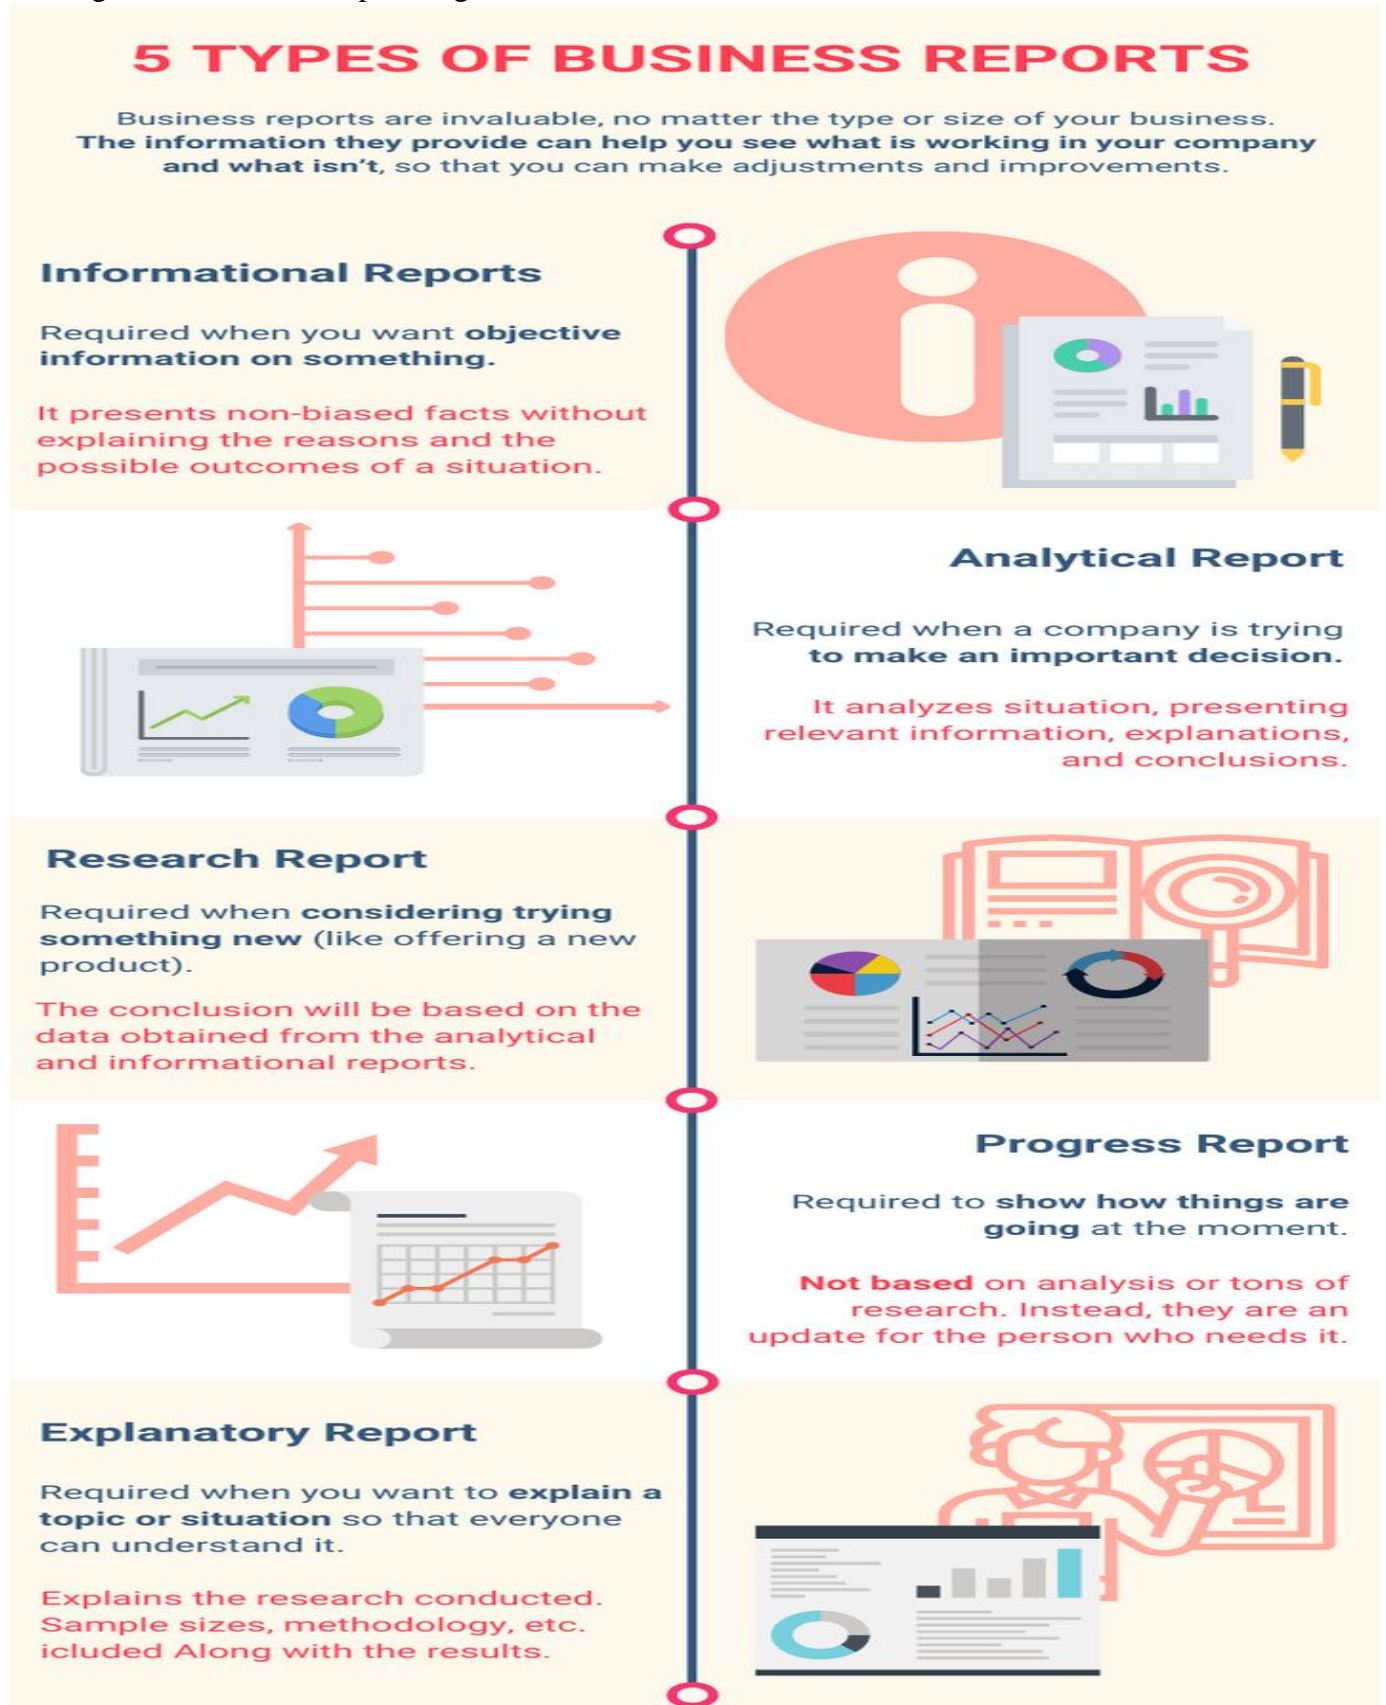 5 TYPES OF BUSINESS REPORTS
Business reports are invaluable, no matter the type or size of your business.
The information they provide can help you see what is working in your company
and what isn't, so that you can make adjustments and improvements.
Informational Reports
Required when you want objective
information on something.
It presents non-biased facts without
explaining the reasons and the
possible outcomes of a situation.
Analytical Report
Required when a company is trying
to make an important decision.
It analyzes situation, presenting
relevant information, explanations,
and conclusions.
Research Report
Required when considering trying
something new (like offering a new
product).
The conclusion will be based on the
data obtained from the analytical
and informational reports.
Progress Report
Required to show how things are
going at the moment.
Not based on analysis or tons of
research. Instead, they are an
update for the person who needs it.
Explanatory Report
Required when you want to explain a
topic or situation so that everyone
can understand it.
Explains the research conducted.
Sample sizes, methodology, etc.
icluded Along with the results.